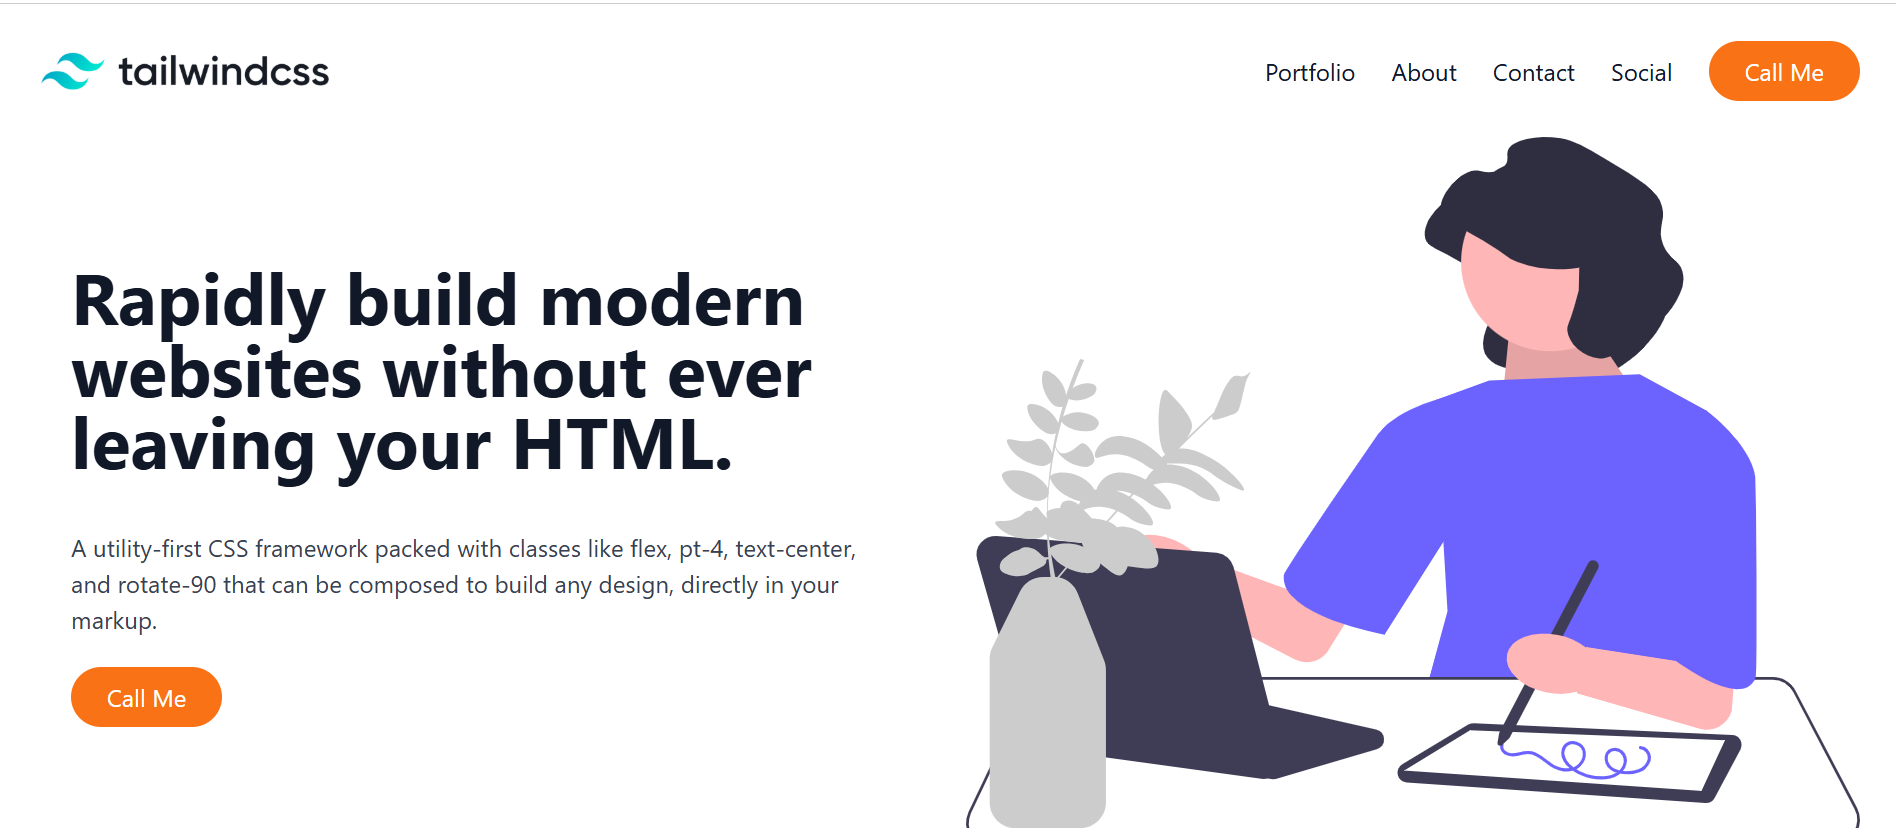 tailwindcss
Portfolio About Contact Social Call Me
Rapidly build modern
websites without ever
leaving your HTML.
A utility-first CSS framework packed with classes like flex, pt-4, text-center,
and rotate-90 that can be composed to build any design, directly in your
markup.
Call Me